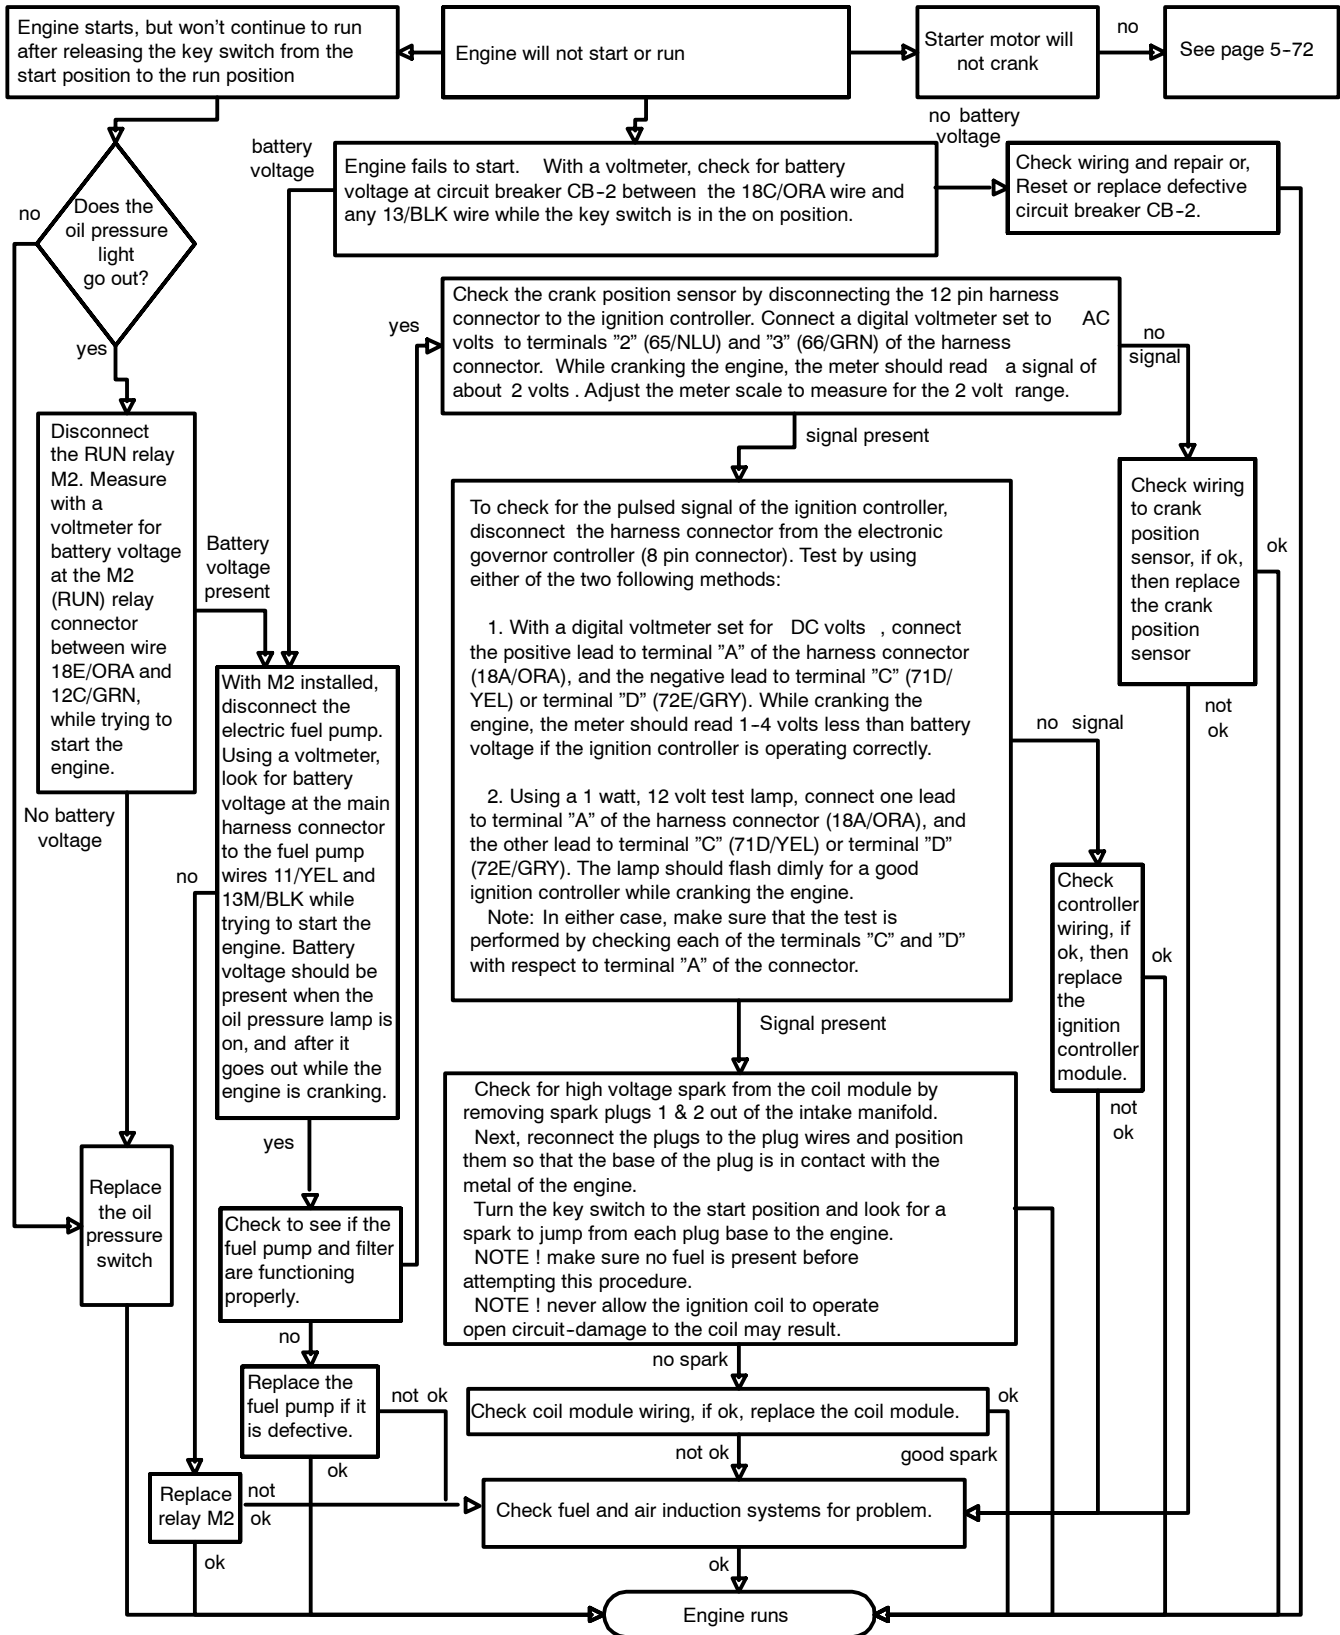 Engine starts, but won’t continue to run
after releasing the key switch from the
start position to the run position
Engine will not start or run
Starter motor will
not crank
no
See page 5-72
no battery
voltage
battery
voltage
Engine fails to start. With a voltmeter, check for battery
voltage at circuit breaker CB-2 between the 18C/ORA wire and
any 13/BLK wire while the key switch is in the on position.
Check wiring and repair or,
Reset or replace defective
circuit breaker CB-2.
no
Does the
oil pressure
light
go out?
yes
yes
Check the crank position sensor by disconnecting the 12 pin harness
connector to the ignition controller. Connect a digital voltmeter set to AC
volts to terminals ”2” (65/NLU) and ”3” (66/GRN) of the harness
connector. While cranking the engine, the meter should read a signal of
about 2 volts . Adjust the meter scale to measure for the 2 volt range.
no
signal
signal present
Disconnect
the RUN relay
M2. Measure
with a
voltmeter for
battery voltage
at the M2
(RUN) relay
connector
between wire
18E/ORA and
12C/GRN,
while trying to
start the
engine.
Battery
voltage
present
To check for the pulsed signal of the ignition controller,
disconnect the harness connector from the electronic
governor controller (8 pin connector). Test by using
either of the two following methods:
1. With a digital voltmeter set for DC volts , connect
the positive lead to terminal ”A” of the harness connector
(18A/ORA), and the negative lead to terminal ”C” (71D/
YEL) or terminal ”D” (72E/GRY). While cranking the
engine, the meter should read 1-4 volts less than battery
voltage if the ignition controller is operating correctly.
2. Using a 1 watt, 12 volt test lamp, connect one lead
to terminal ”A” of the harness connector (18A/ORA), and
the other lead to terminal ”C” (71D/YEL) or terminal ”D”
(72E/GRY). The lamp should flash dimly for a good
ignition controller while cranking the engine.
Note: In either case, make sure that the test is
performed by checking each of the terminals ”C” and ”D”
with respect to terminal ”A” of the connector.
Check wiring
to crank
position
sensor, if ok,
then replace
the crank
position
sensor
ok
not
ok
no signal
With M2 installed,
disconnect the
electric fuel pump.
Using a voltmeter,
look for battery
voltage at the main
harness connector
to the fuel pump
wires 11/YEL and
13M/BLK while
trying to start the
engine. Battery
voltage should be
present when the
oil pressure lamp is
on, and after it
goes out while the
engine is cranking.
No battery
voltage
no
Check
controller
wiring, if
ok, then
replace
the
ignition
controller
module.
ok
not
ok
Signal present
Check for high voltage spark from the coil module by
removing spark plugs 1 & 2 out of the intake manifold.
Next, reconnect the plugs to the plug wires and position
them so that the base of the plug is in contact with the
metal of the engine.
Turn the key switch to the start position and look for a
spark to jump from each plug base to the engine.
NOTE ! make sure no fuel is present before
attempting this procedure.
NOTE ! never allow the ignition coil to operate
open circuit-damage to the coil may result.
yes
Replace
the oil
pressure
switch
Check to see if the
fuel pump and filter
are functioning
properly.
no
no spark
Replace the
fuel pump if it
is defective.
not ok
Check coil module wiring, if ok, replace the coil module.
ok
not ok
good spark
ok
Replace
relay M2
not
ok
Check fuel and air induction systems for problem.
ok
ok
Engine runs